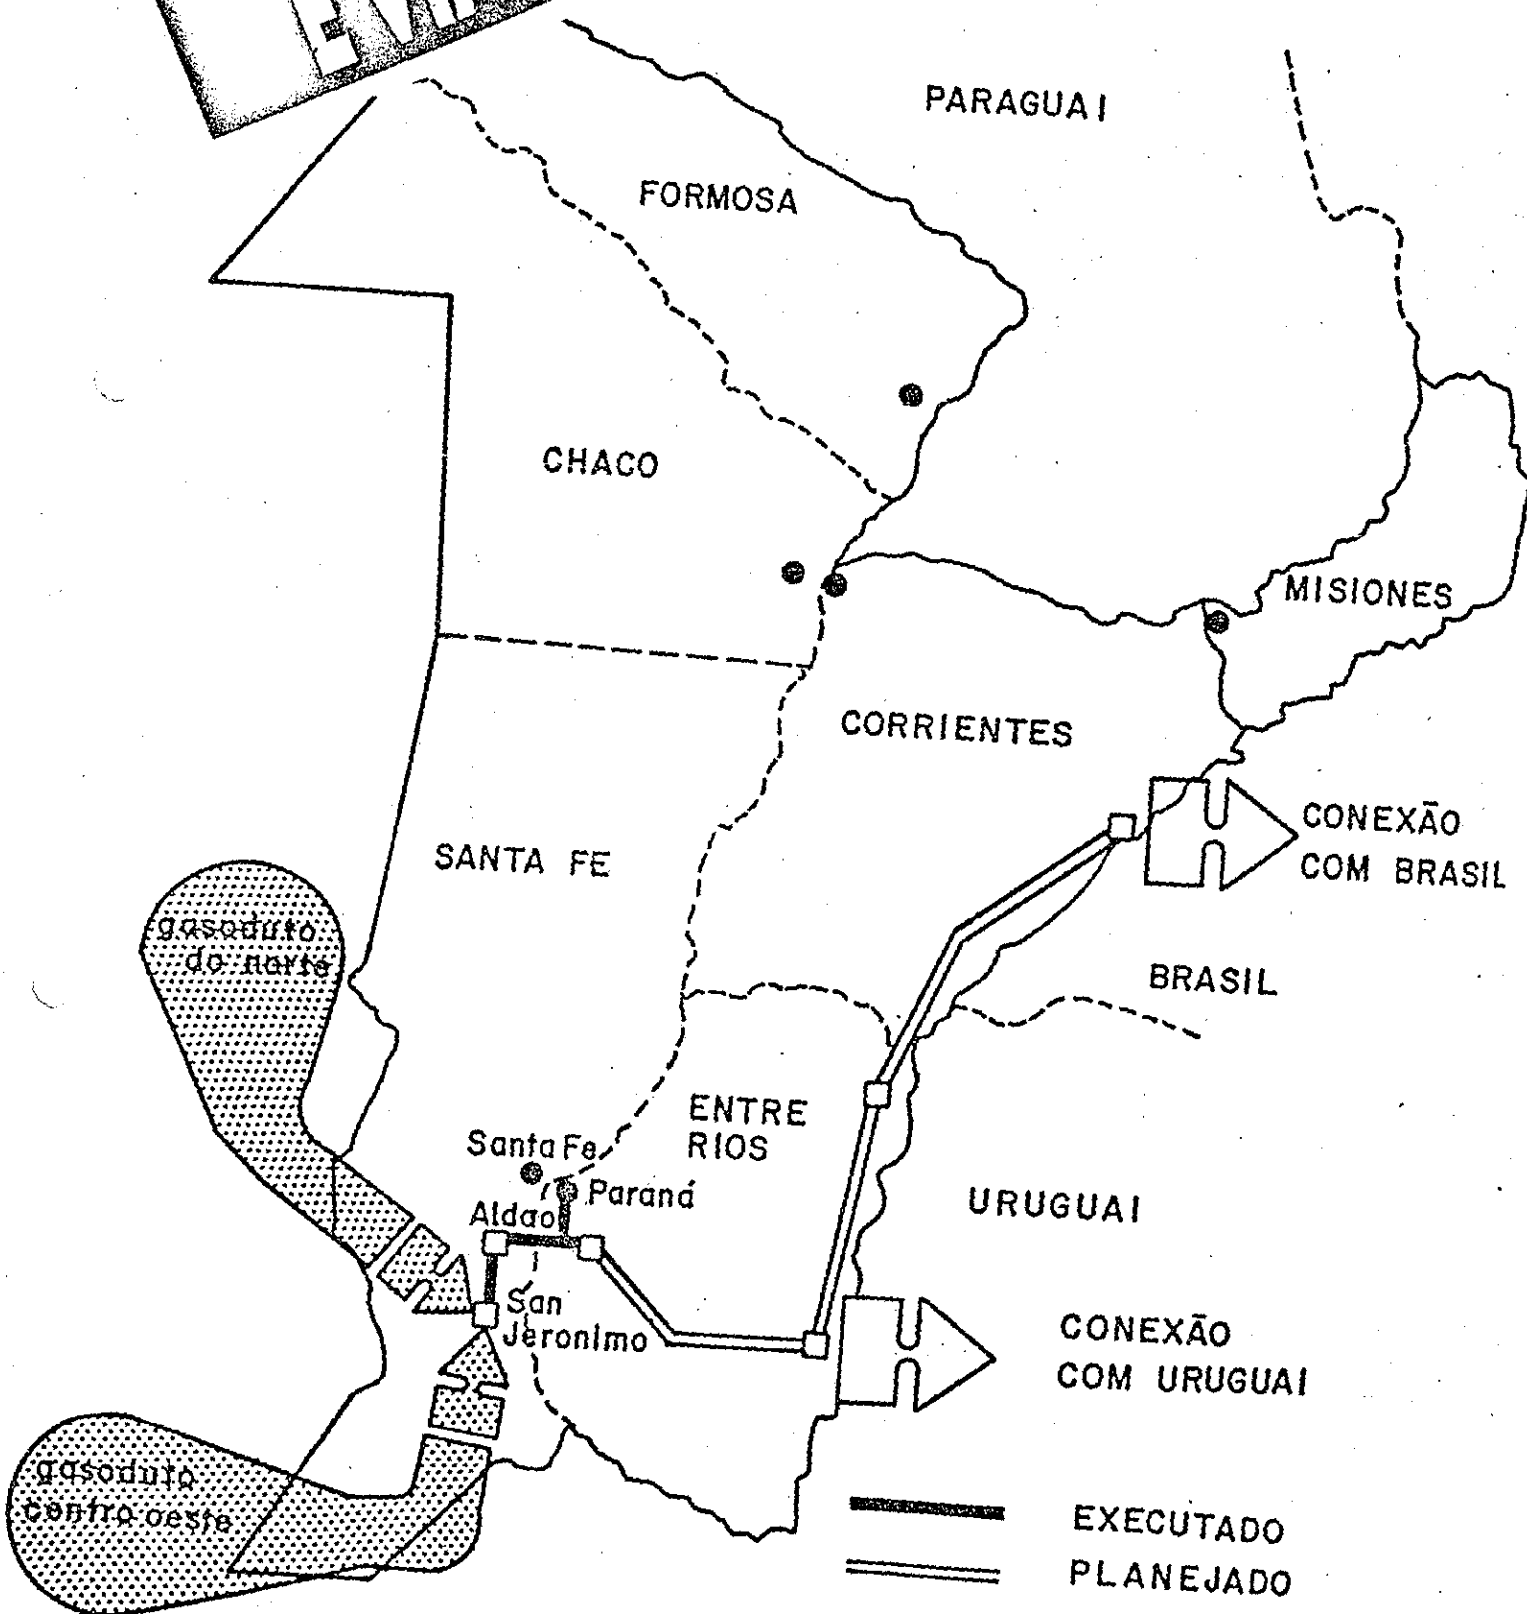 PARAGUAI
FORMOSA
CHACO
MISIONES
CORRIENTES
SANTA FE
CONEXÃO
COM BRASIL
gasoduto
do norte
BRASIL
ENTRE
RIOS
Santa Fe
Paraná
Aldao
URUGUAI
San
Jeronimo
CONEXÃO
COM URUGUAI
gasoduto
centro oeste
EXECUTADO
PLANEJADO